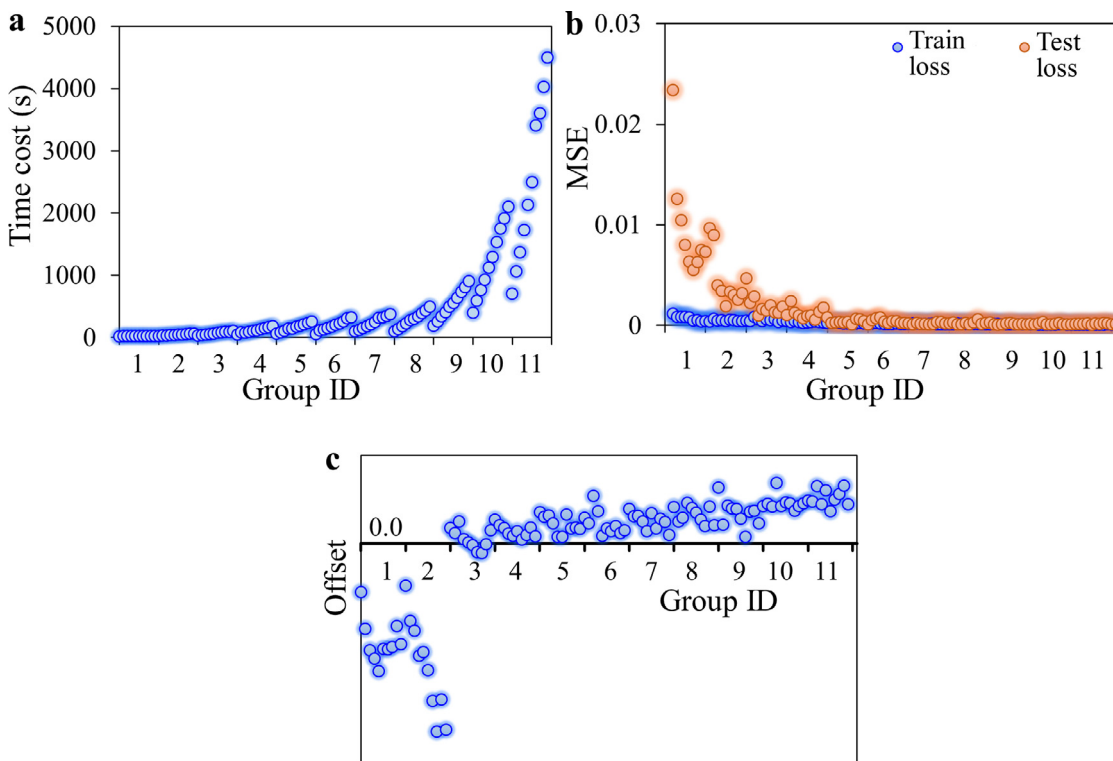 a
5000
4000
3000
2000
1000
0
Time cost (s)
1 2 3 4 5 6 7 8 9 10 11
Group ID
b
0.03
0.02
0.01
0
MSE
Train loss
Test loss
1 2 3 4 5 6 7 8 9 10 11
Group ID
c
0.0
Offset
1 2 3 4 5 6 7 8 9 10 11
Group ID